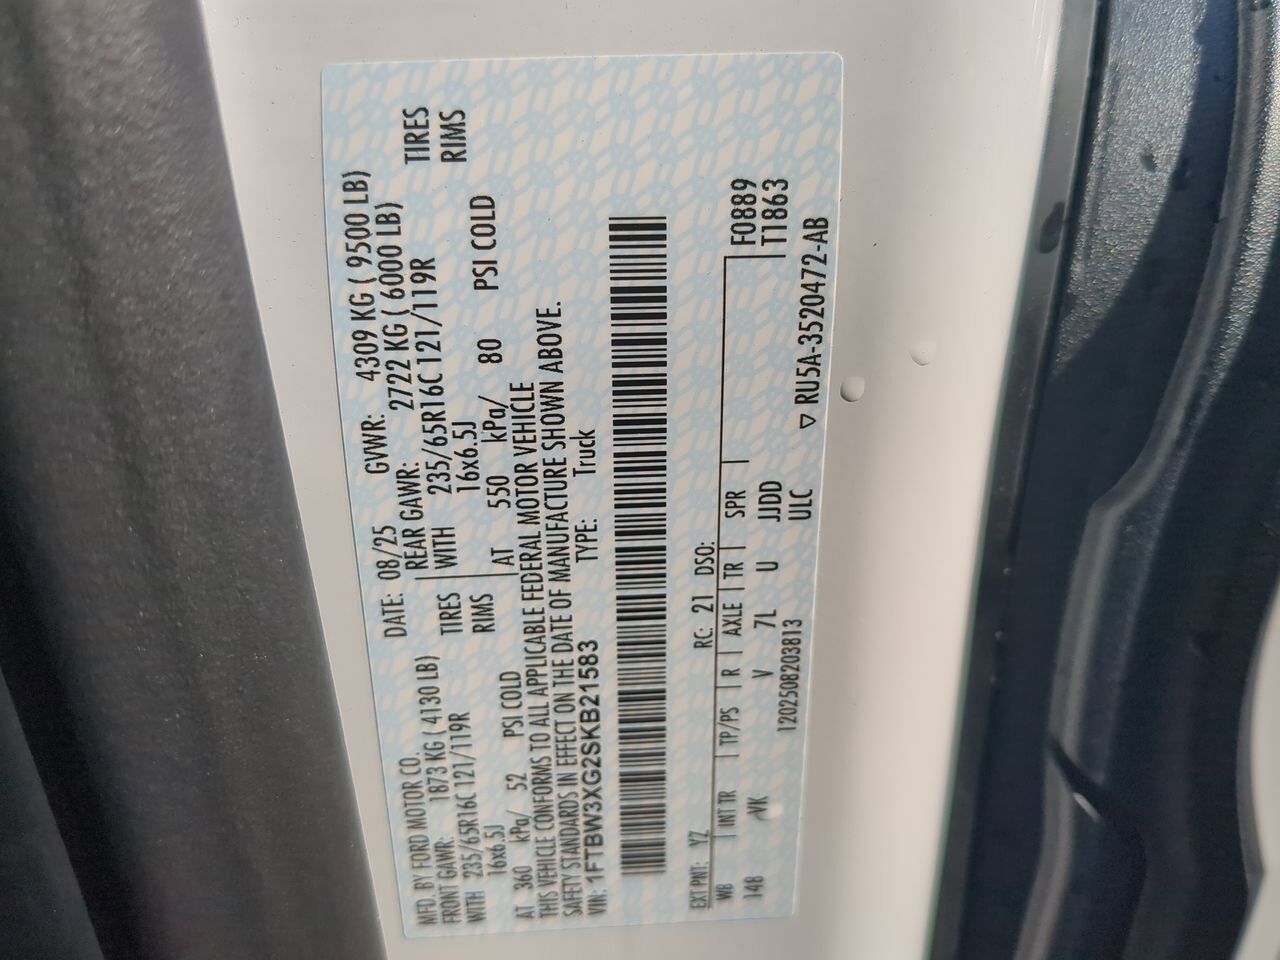 MFD. BY FORD MOTOR CO. DATE: 08/25 GVWR: 4309 KG ( 9500 LB)
FRONT GAWR: 1873 KG ( 4130 LB) REAR GAWR: 2722 KG ( 6000 LB)
WITH 235/65R16C 121/119R TIRES WITH 235/65R16C 121/119R TIRES
16x6.5J RIMS 16x6.5J RIMS
AT 360 kPa/ 52 PSI COLD AT 550 kPa/ 80 PSI COLD
THIS VEHICLE CONFORMS TO ALL APPLICABLE FEDERAL MOTOR VEHICLE
SAFETY STANDARDS IN EFFECT ON THE DATE OF MANUFACTURE SHOWN ABOVE.
VIN: 1FTBW3XG2SKB21583 TYPE: Truck
EXT PNT: YZ RC: 21 DSO: F0889
WB INT TR TP/PS R AXLE TR SPR T1863
148 VK V 7L U JJDD
1202508203813 ULC ▽ RU5A-3520472-AB